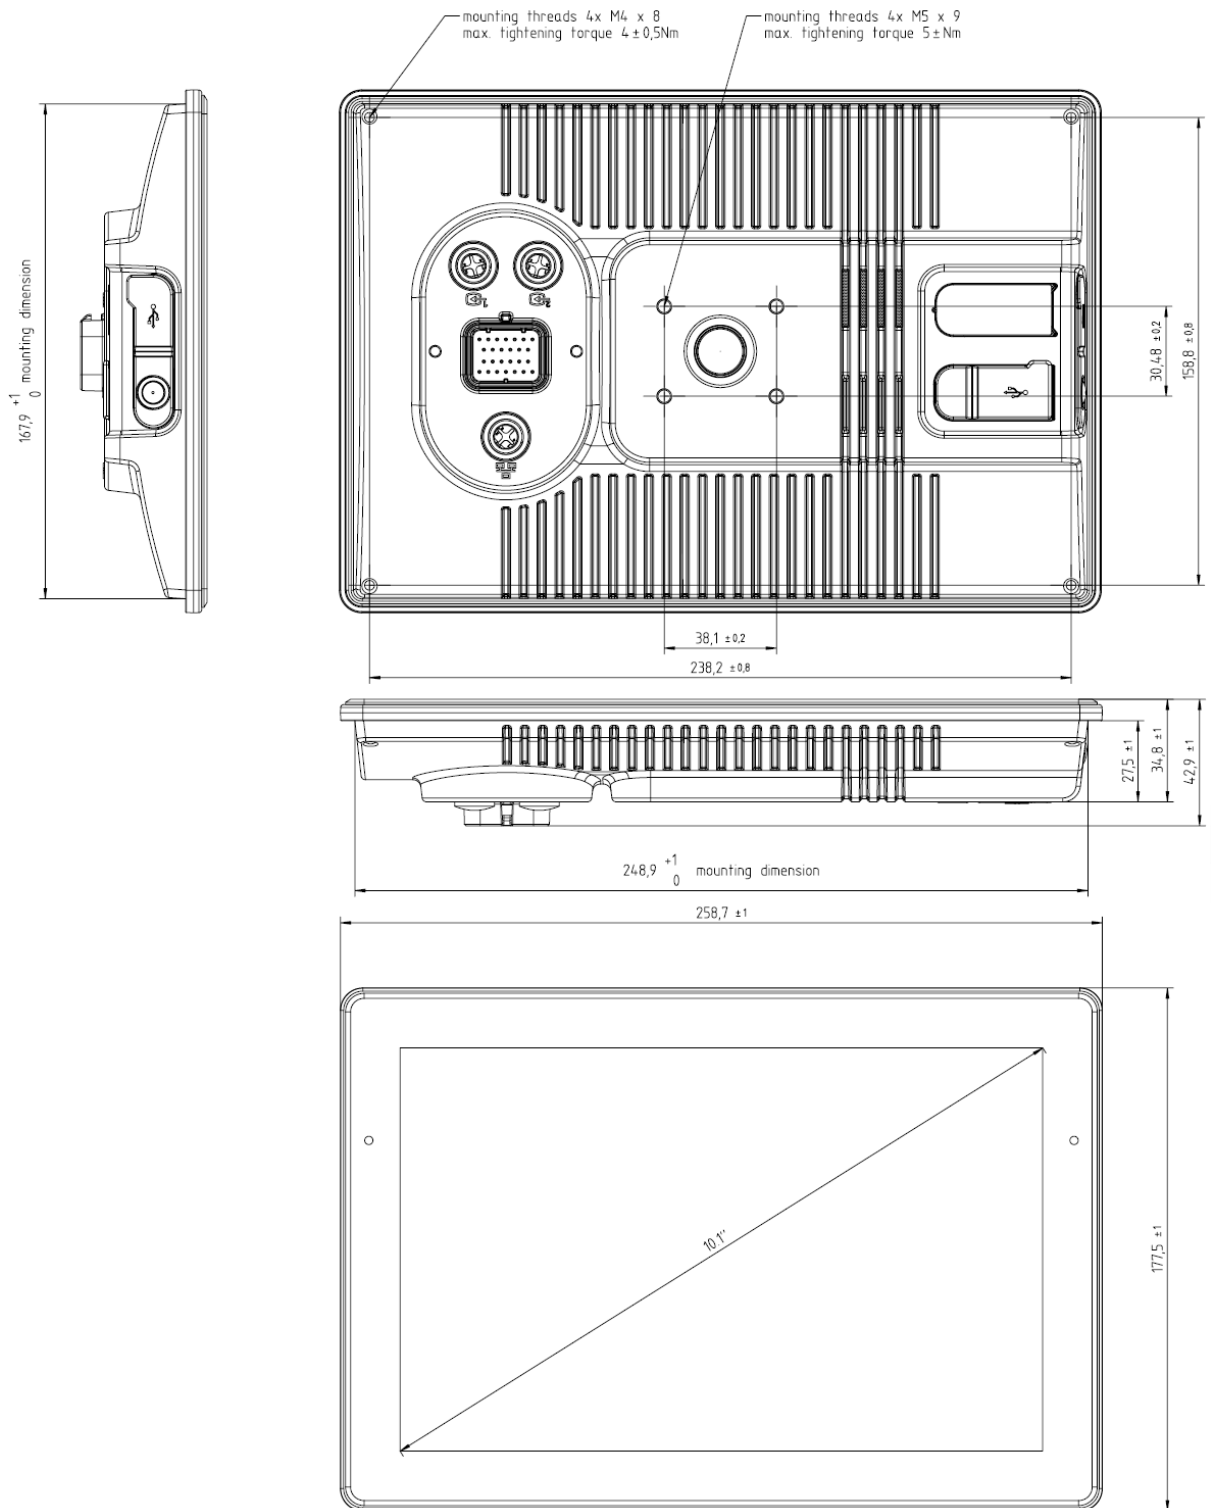 mounting threads 4x M4 x 8
max. tightening torque 4±0,5Nm
mounting threads 4x M5 x 9
max. tightening torque 5±Nm
167,9 +1 0 mounting dimension
1
2
30,48 ±0,2
158,8 ±0,8
38,1 ±0,2
238,2 ±0,8
27,5 ±1
34,8 ±1
42,9 ±1
248,9 +1 0 mounting dimension
258,7 ±1
10.1"
177,5 ±1